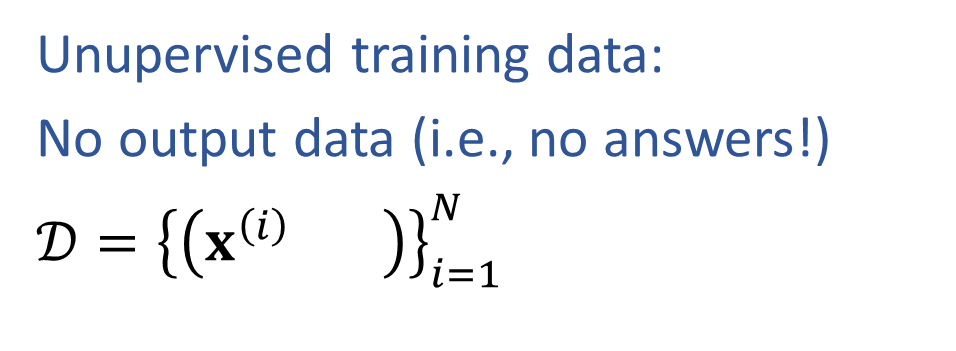 Unupervised training data:
No output data (i.e., no answers!)
𝒟 = {(𝐱⁽ⁱ⁾ )}ᵢ₌₁ᴺ